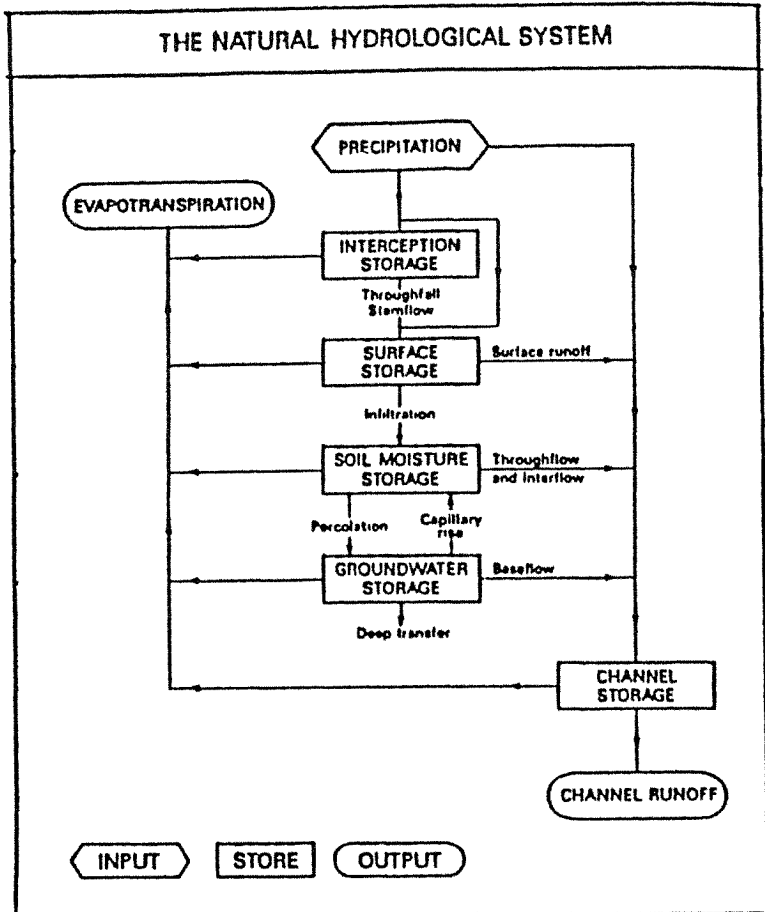 THE NATURAL HYDROLOGICAL SYSTEM
PRECIPITATION
EVAPOTRANSPIRATION
INTERCEPTION
STORAGE
Throughfall
Stemflow
SURFACE
STORAGE
Surface runoff
Infiltration
SOIL MOISTURE
STORAGE
Throughflow
and Interflow
Percolation
Capillary
rise
GROUNDWATER
STORAGE
Baseflow
Deep transfer
CHANNEL
STORAGE
CHANNEL RUNOFF
INPUT
STORE
OUTPUT